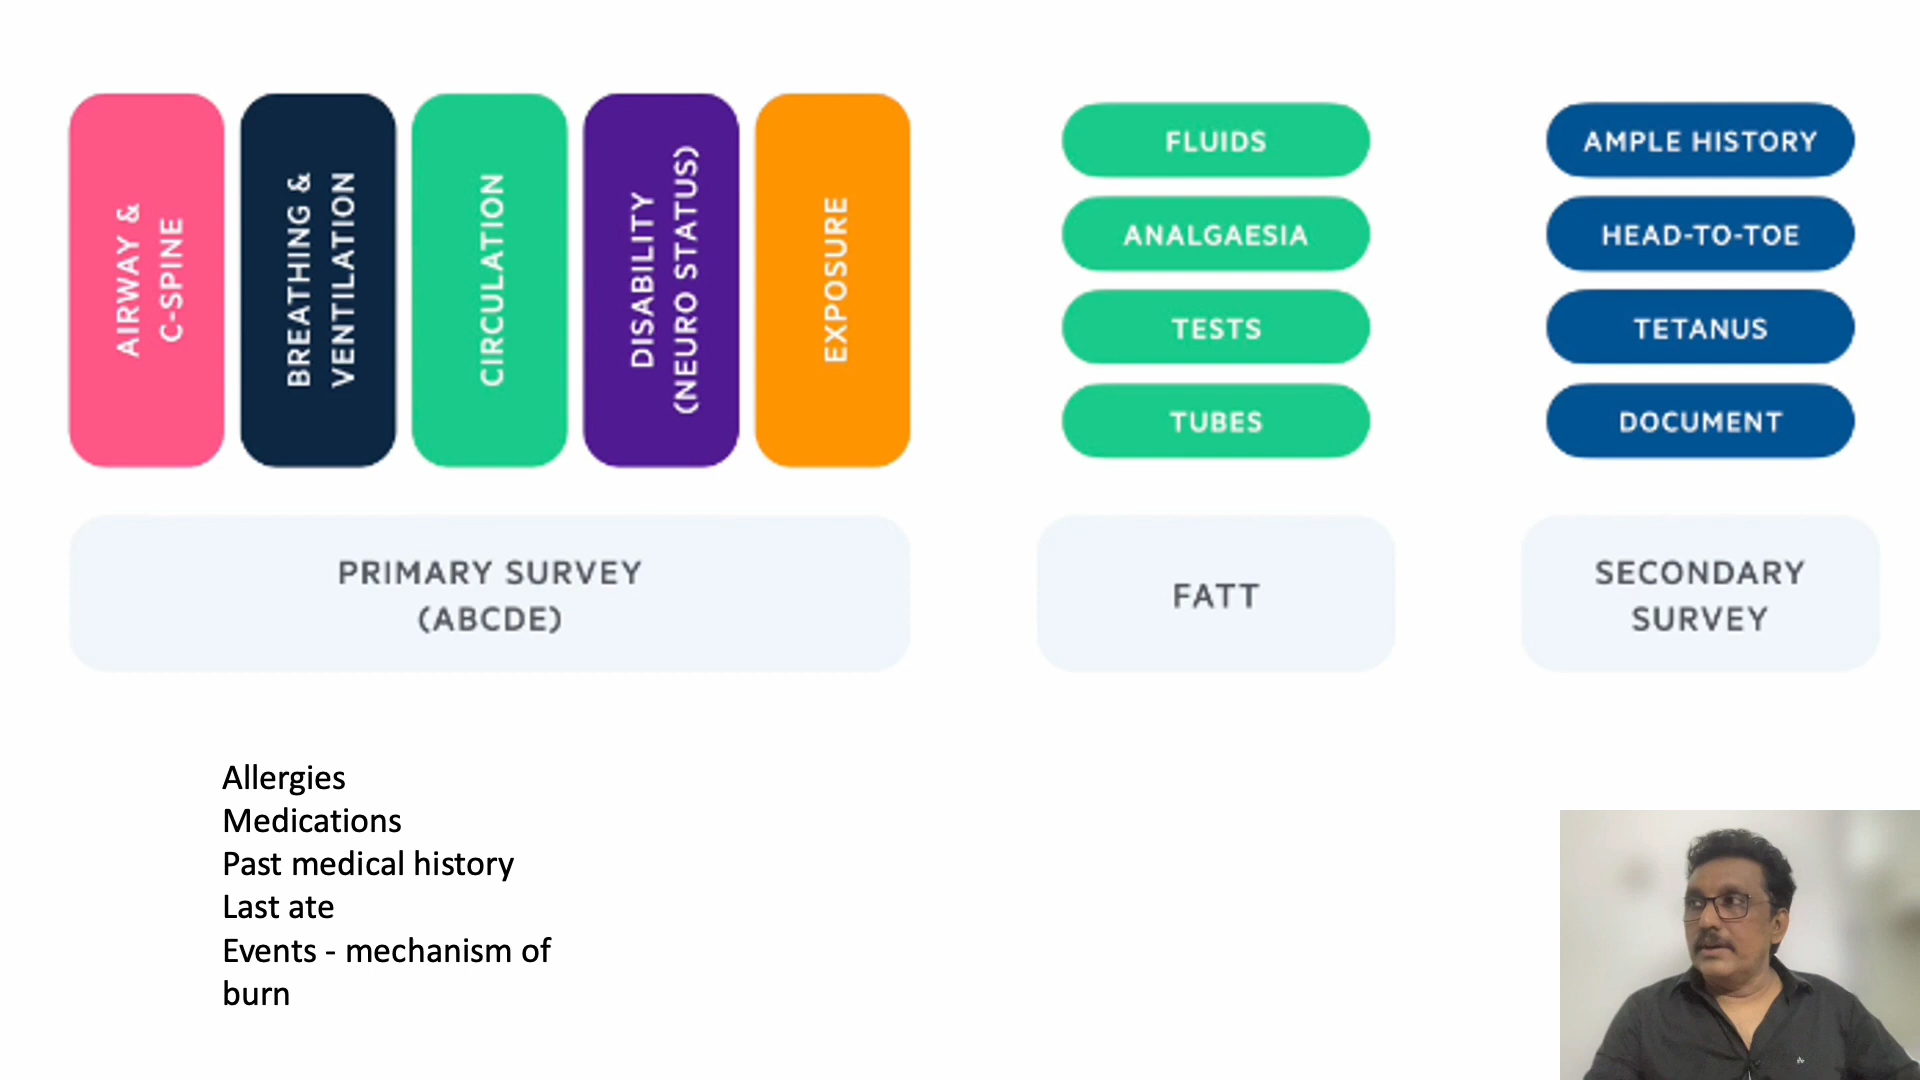 AIRWAY &
C-SPINE
BREATHING &
VENTILATION
CIRCULATION
DISABILITY
(NEURO STATUS)
EXPOSURE
PRIMARY SURVEY
(ABCDE)
FLUIDS
ANALGAESIA
TESTS
TUBES
FATT
AMPLE HISTORY
HEAD-TO-TOE
TETANUS
DOCUMENT
SECONDARY
SURVEY
Allergies
Medications
Past medical history
Last ate
Events - mechanism of
burn